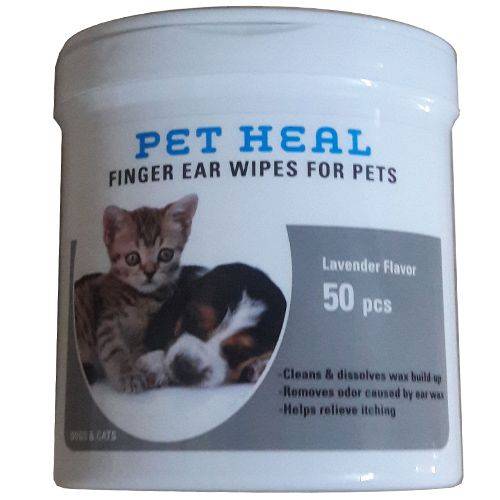 PET HEAL
FINGER EAR WIPES FOR PETS
Lavender Flavor
50 pcs
-Cleans & dissolves wax build-up
-Removes odor caused by ear wax
-Helps relieve itching
DOGS & CATS